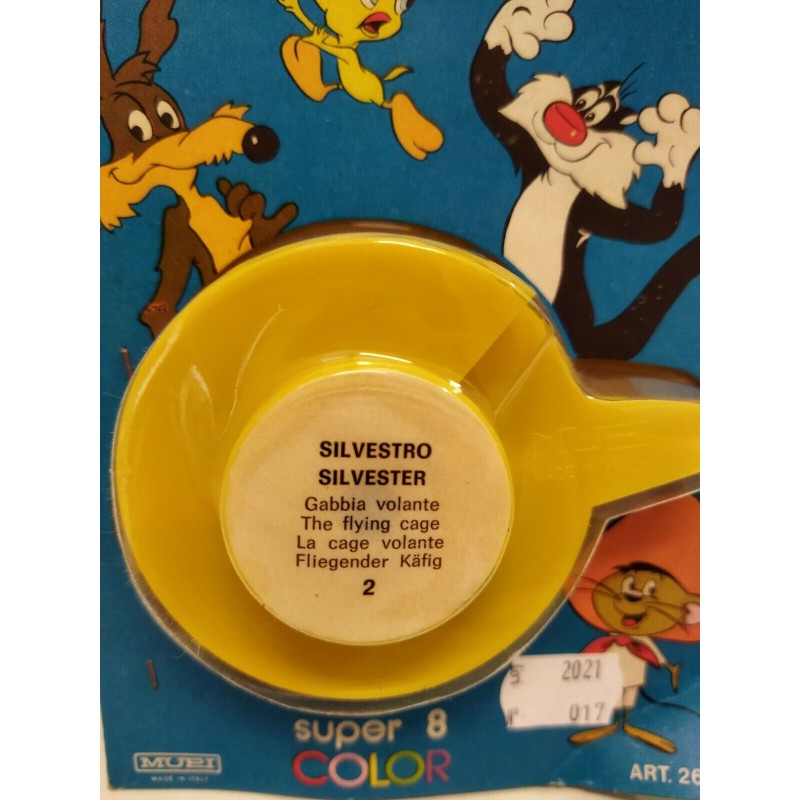 SILVESTRO
SILVESTER
Gabbia volante
The flying cage
La cage volante
Fliegender Käfig
2
2021
017
super 8
COLOR
MUPI
MADE IN ITALY
ART. 26